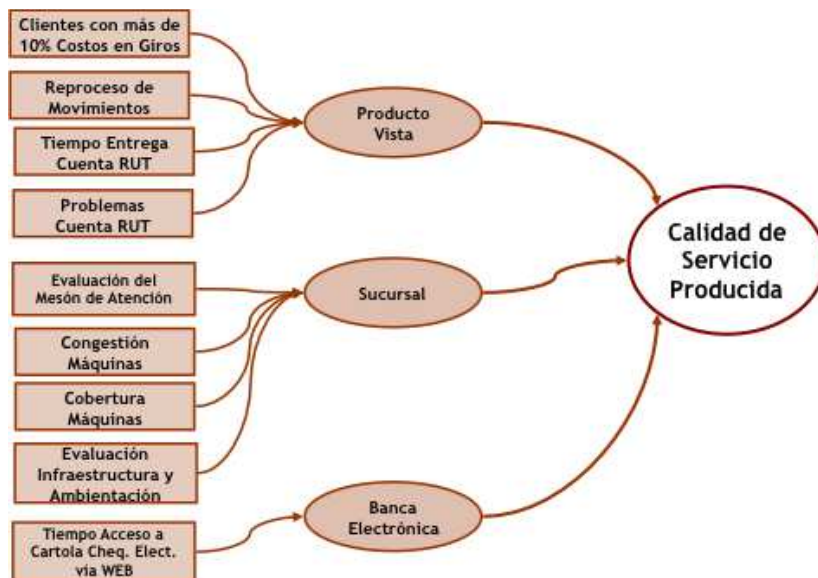 Clientes con más de
10% Costos en Giros
Reproceso de
Movimientos
Tiempo Entrega
Cuenta RUT
Problemas
Cuenta RUT
Producto
Vista
Evaluación del
Mesón de Atención
Congestión
Máquinas
Cobertura
Máquinas
Evaluación
Infraestructura y
Ambientación
Sucursal
Tiempo Acceso a
Cartola Cheq. Elect.
vía WEB
Banca
Electrónica
Calidad de
Servicio
Producida